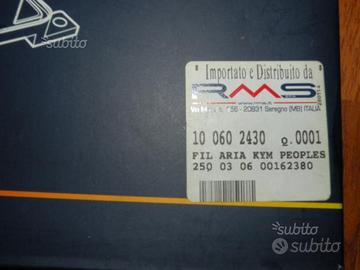 subito
Importato e Distribuito da
RMS
20831 Seregno (MB) ITALIA
10 060 2430 Q.0001
FIL ARIA KYM PEOPLES
250 03 06 00162380
subito
subito